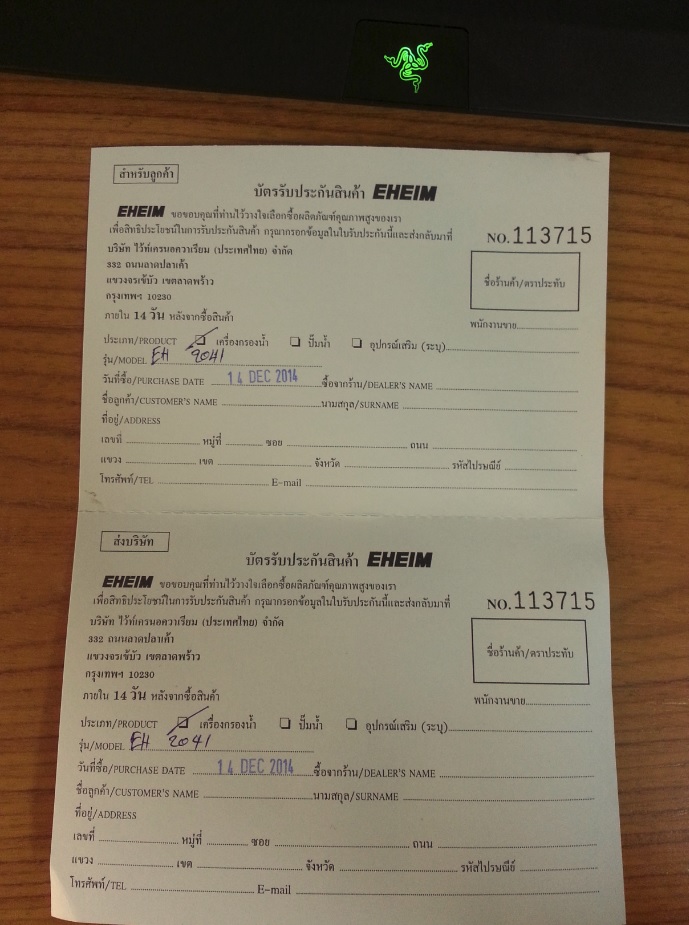 สำหรับลูกค้า
บัตรรับประกันสินค้า EHEIM
EHEIM ขอขอบคุณที่ท่านไว้วางใจเลือกซื้อผลิตภัณฑ์คุณภาพสูงของเรา
เพื่อสิทธิประโยชน์ในการรับประกันสินค้า กรุณากรอกข้อมูลในใบรับประกันนี้และส่งกลับมาที่
NO. 113715
บริษัท ไว้ท์เครนอควาเรียม (ประเทศไทย) จำกัด
332 ถนนลาดปลาเค้า
แขวงจรเข้บัว เขตลาดพร้าว
กรุงเทพฯ 10230
ชื่อร้านค้า/ตราประทับ
ภายใน 14 วัน หลังจากซื้อสินค้า
พนักงานขาย
ประเภท/PRODUCT เครื่องกรองน้ำ ปั๊มน้ำ อุปกรณ์เสริม (ระบุ)
รุ่น/MODEL EH 2041
วันที่ซื้อ/PURCHASE DATE 14 DEC 2014 ซื้อจากร้าน/DEALER'S NAME
ชื่อลูกค้า/CUSTOMER'S NAME นามสกุล/SURNAME
ที่อยู่/ADDRESS
เลขที่ หมู่ที่ ซอย ถนน
แขวง เขต จังหวัด รหัสไปรษณีย์
โทรศัพท์/TEL E-mail
ส่งบริษัท
บัตรรับประกันสินค้า EHEIM
EHEIM ขอขอบคุณที่ท่านไว้วางใจเลือกซื้อผลิตภัณฑ์คุณภาพสูงของเรา
เพื่อสิทธิประโยชน์ในการรับประกันสินค้า กรุณากรอกข้อมูลในใบรับประกันนี้และส่งกลับมาที่
NO. 113715
บริษัท ไว้ท์เครนอควาเรียม (ประเทศไทย) จำกัด
332 ถนนลาดปลาเค้า
แขวงจรเข้บัว เขตลาดพร้าว
กรุงเทพฯ 10230
ชื่อร้านค้า/ตราประทับ
ภายใน 14 วัน หลังจากซื้อสินค้า
พนักงานขาย
ประเภท/PRODUCT เครื่องกรองน้ำ ปั๊มน้ำ อุปกรณ์เสริม (ระบุ)
รุ่น/MODEL EH 2041
วันที่ซื้อ/PURCHASE DATE 14 DEC 2014 ซื้อจากร้าน/DEALER'S NAME
ชื่อลูกค้า/CUSTOMER'S NAME นามสกุล/SURNAME
ที่อยู่/ADDRESS
เลขที่ หมู่ที่ ซอย ถนน
แขวง เขต จังหวัด รหัสไปรษณีย์
โทรศัพท์/TEL E-mail